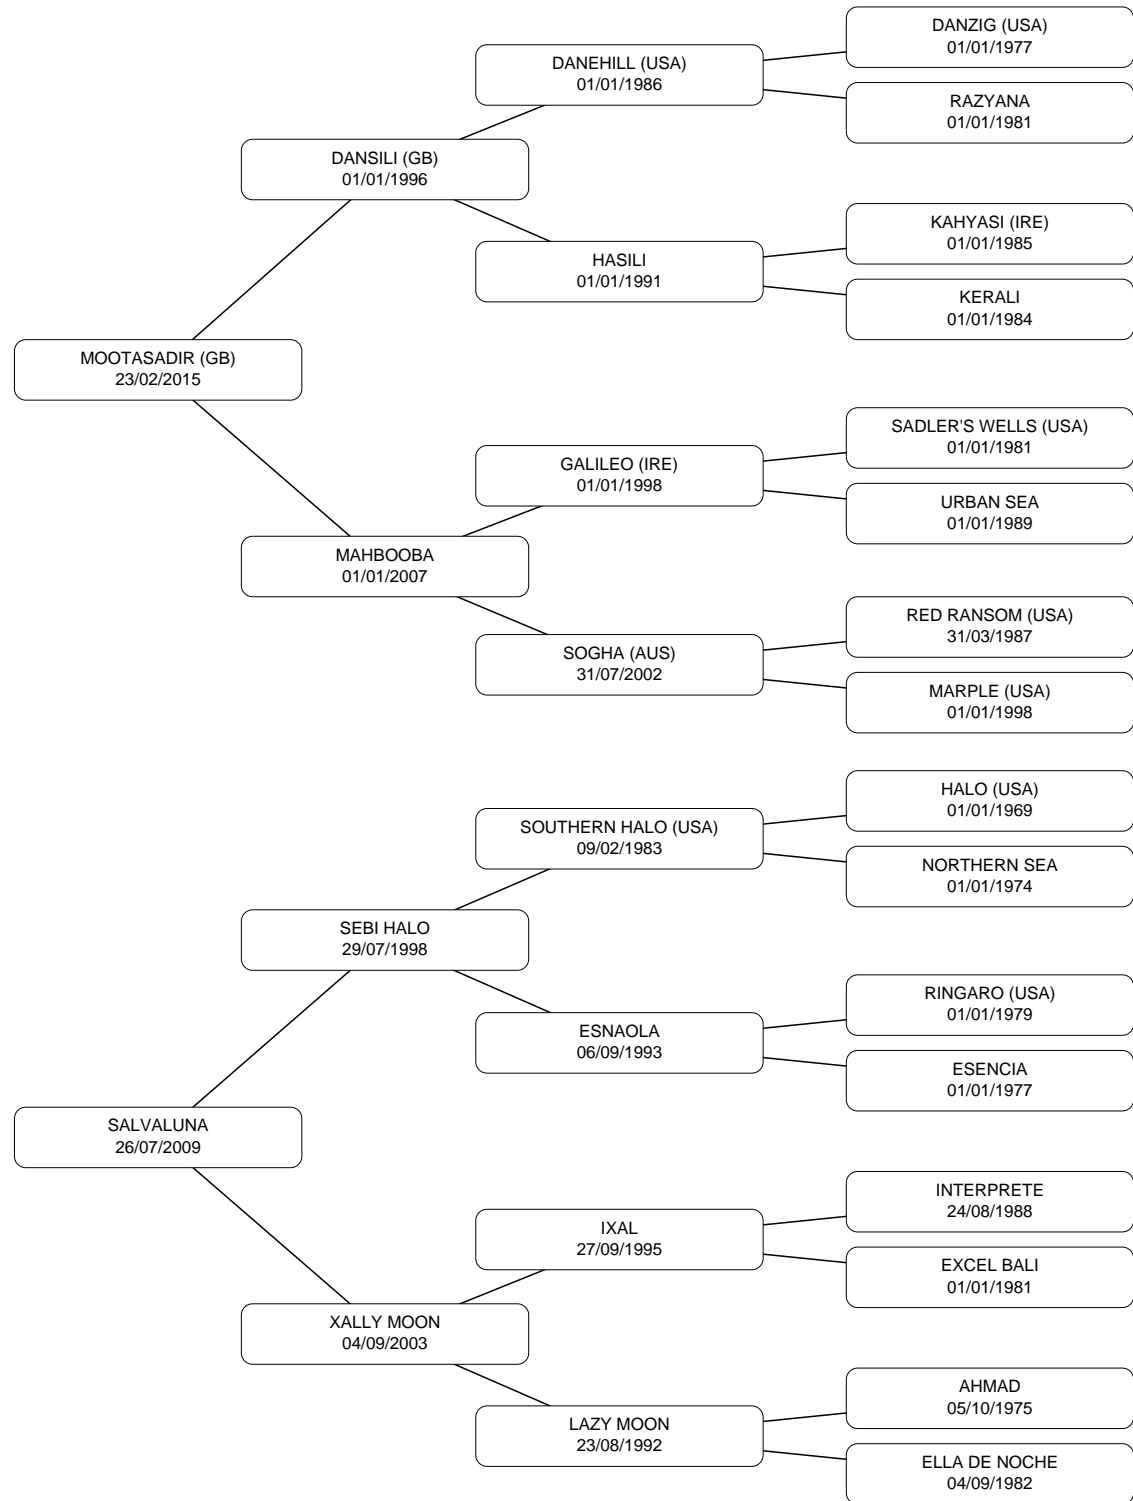 DANZIG (USA)
01/01/1977
DANEHILL (USA)
01/01/1986
RAZYANA
01/01/1981
DANSILI (GB)
01/01/1996
KAHYASI (IRE)
01/01/1985
HASILI
01/01/1991
KERALI
01/01/1984
MOOTASADIR (GB)
23/02/2015
SADLER'S WELLS (USA)
01/01/1981
GALILEO (IRE)
01/01/1998
URBAN SEA
01/01/1989
MAHBOOBA
01/01/2007
RED RANSOM (USA)
31/03/1987
SOGHA (AUS)
31/07/2002
MARPLE (USA)
01/01/1998
HALO (USA)
01/01/1969
SOUTHERN HALO (USA)
09/02/1983
NORTHERN SEA
01/01/1974
SEBI HALO
29/07/1998
RINGARO (USA)
01/01/1979
ESNAOLA
06/09/1993
ESENCIA
01/01/1977
SALVALUNA
26/07/2009
INTERPRETE
24/08/1988
IXAL
27/09/1995
EXCEL BALI
01/01/1981
XALLY MOON
04/09/2003
AHMAD
05/10/1975
LAZY MOON
23/08/1992
ELLA DE NOCHE
04/09/1982